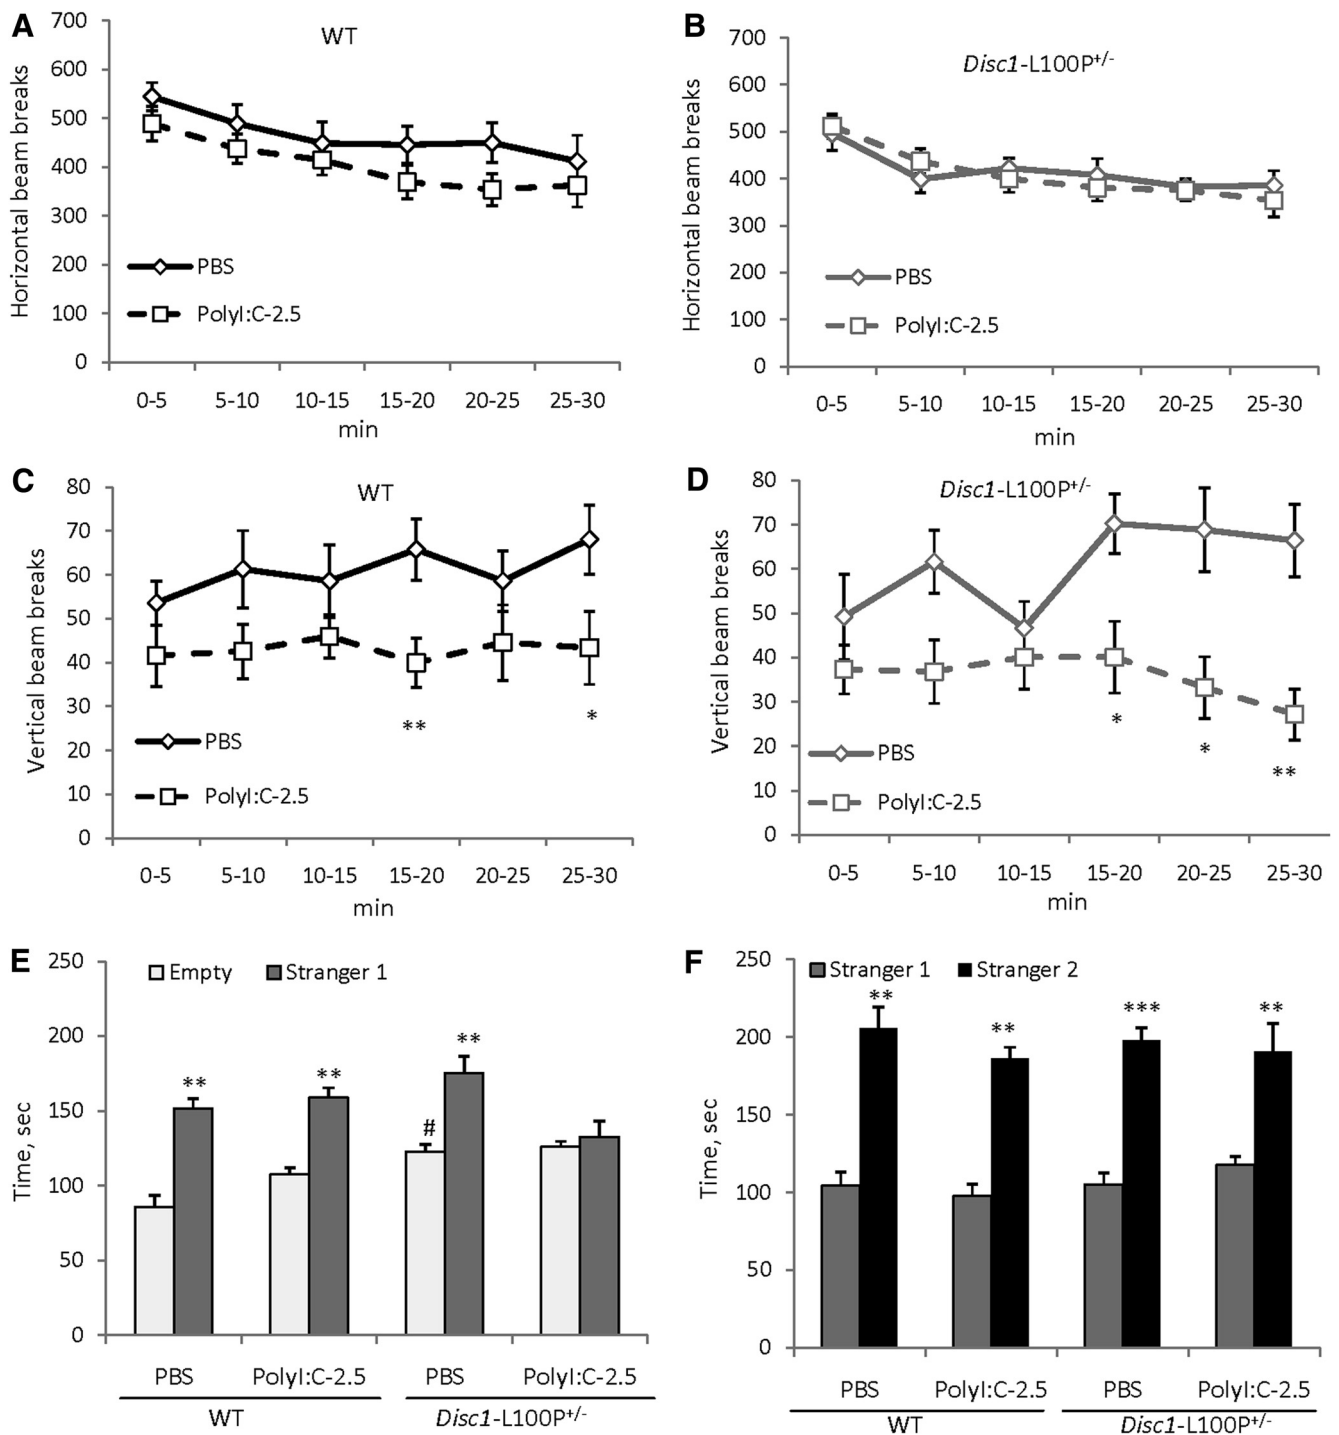 A
WT
Horizontal beam breaks
700
600
500
400
300
200
100
0
PBS
PolyI:C-2.5
0-5 5-10 10-15 15-20 20-25 25-30
min
B
Disc1-L100P+/-
Horizontal beam breaks
700
600
500
400
300
200
100
0
PBS
PolyI:C-2.5
0-5 5-10 10-15 15-20 20-25 25-30
min
C
WT
Vertical beam breaks
80
70
60
50
40
30
20
10
0
** *
PBS
PolyI:C-2.5
0-5 5-10 10-15 15-20 20-25 25-30
min
D
Disc1-L100P+/-
Vertical beam breaks
80
70
60
50
40
30
20
10
0
* * **
PBS
PolyI:C-2.5
0-5 5-10 10-15 15-20 20-25 25-30
min
E
Empty Stranger 1
Time, sec
250
200
150
100
50
0
** ** # **
PBS PolyI:C-2.5 PBS PolyI:C-2.5
WT Disc1-L100P+/-
F
Stranger 1 Stranger 2
Time, sec
250
200
150
100
50
0
** ** *** **
PBS PolyI:C-2.5 PBS PolyI:C-2.5
WT Disc1-L100P+/-